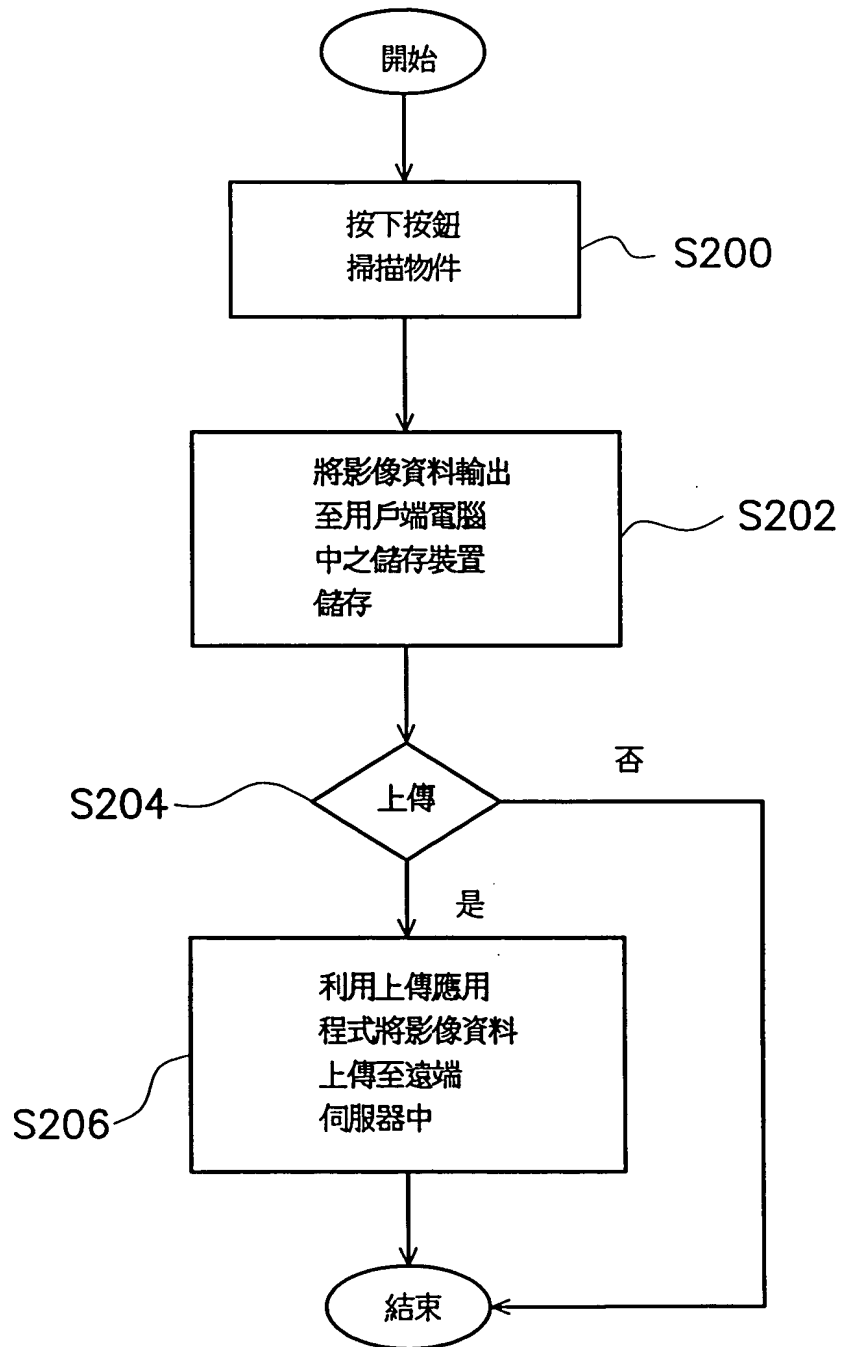 開始
按下按鈕
掃描物件
S200
將影像資料輸出
至用戶端電腦
中之儲存裝置
儲存
S202
上傳
S204
否
是
利用上傳應用
程式將影像資料
上傳至遠端
伺服器中
S206
結束